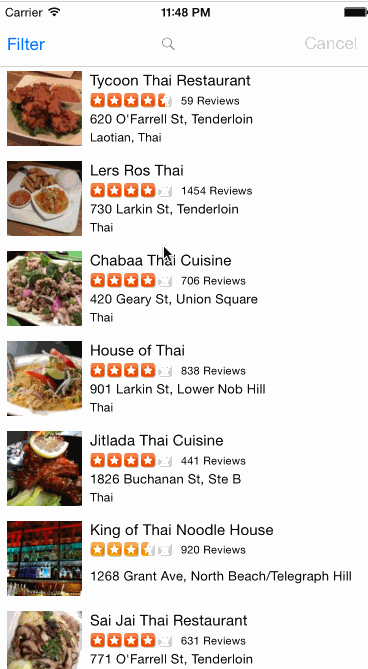 Carrier 11:48 PM
Filter Cancel
Tycoon Thai Restaurant
59 Reviews
620 O'Farrell St, Tenderloin
Laotian, Thai
Lers Ros Thai
1454 Reviews
730 Larkin St, Tenderloin
Thai
Chabaa Thai Cuisine
706 Reviews
420 Geary St, Union Square
Thai
House of Thai
838 Reviews
901 Larkin St, Lower Nob Hill
Thai
Jitlada Thai Cuisine
441 Reviews
1826 Buchanan St, Ste B
Thai
King of Thai Noodle House
920 Reviews
1268 Grant Ave, North Beach/Telegraph Hill
Sai Jai Thai Restaurant
631 Reviews
771 O'Farrell St, Tenderloin